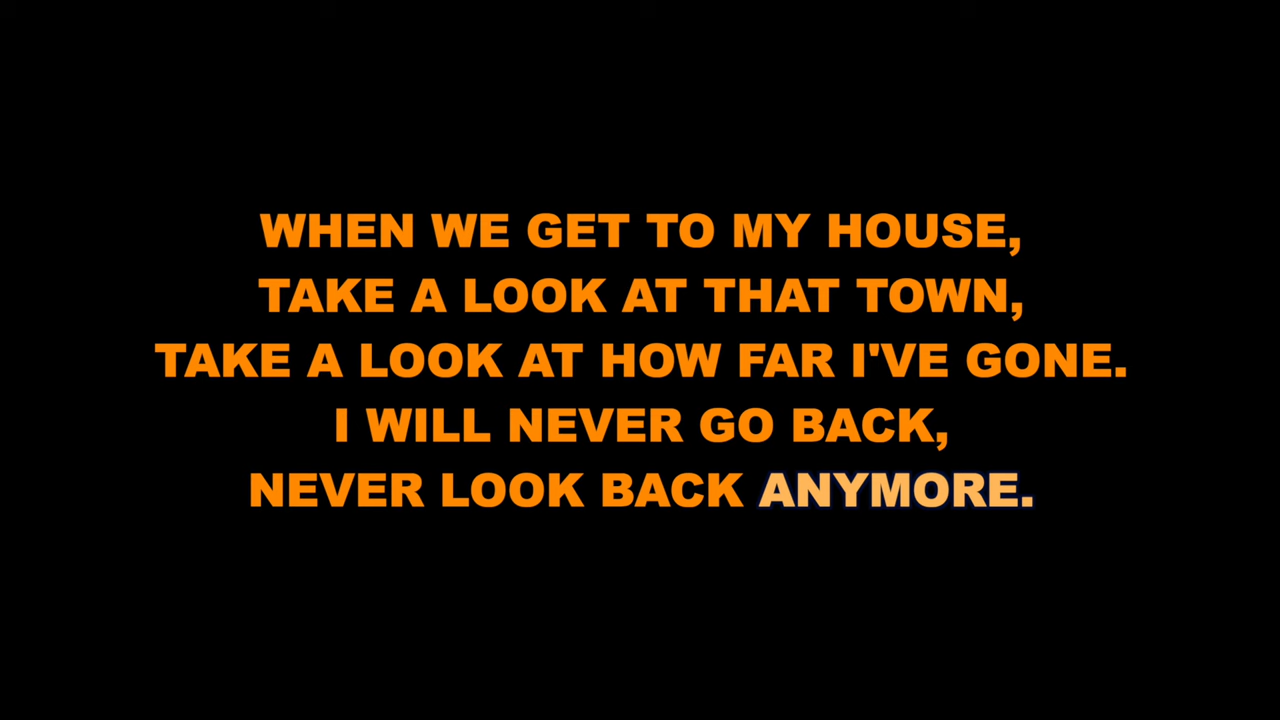 WHEN WE GET TO MY HOUSE,
TAKE A LOOK AT THAT TOWN,
TAKE A LOOK AT HOW FAR I'VE GONE.
I WILL NEVER GO BACK,
NEVER LOOK BACK ANYMORE.